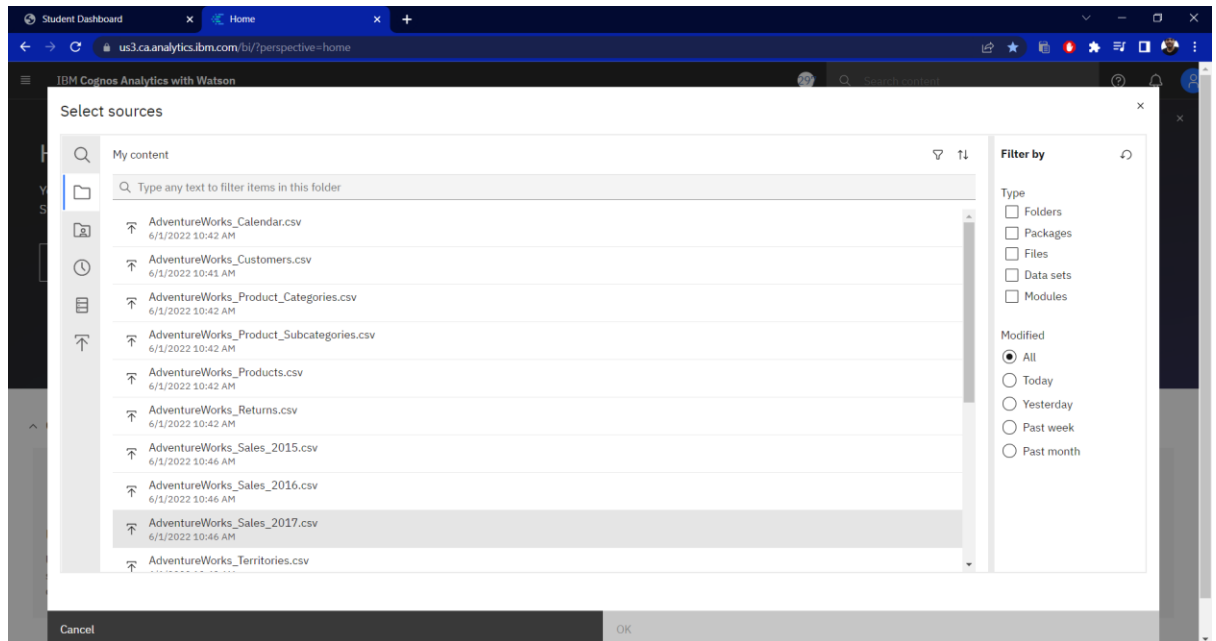 Student Dashboard
Home
us3.ca.analytics.ibm.com/bi/?perspective=home
IBM Cognos Analytics with Watson
Search content
Select sources
My content
Filter by
Type any text to filter items in this folder
Type
AdventureWorks_Calendar.csv
6/1/2022 10:42 AM
Folders
Packages
AdventureWorks_Customers.csv
6/1/2022 10:41 AM
Files
Data sets
AdventureWorks_Product_Categories.csv
6/1/2022 10:42 AM
Modules
AdventureWorks_Product_Subcategories.csv
6/1/2022 10:42 AM
Modified
All
AdventureWorks_Products.csv
6/1/2022 10:42 AM
Today
AdventureWorks_Returns.csv
6/1/2022 10:42 AM
Yesterday
Past week
AdventureWorks_Sales_2015.csv
6/1/2022 10:46 AM
Past month
AdventureWorks_Sales_2016.csv
6/1/2022 10:46 AM
AdventureWorks_Sales_2017.csv
6/1/2022 10:46 AM
AdventureWorks_Territories.csv
Cancel
OK